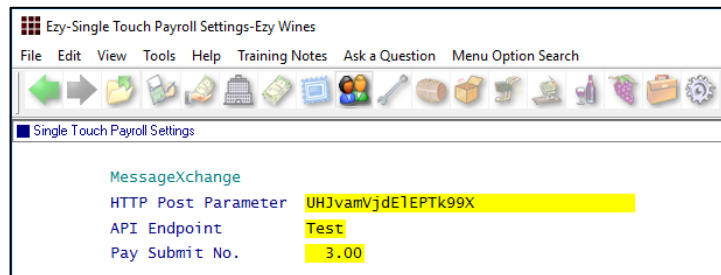 Ezy-Single Touch Payroll Settings-Ezy Wines
File Edit View Tools Help Training Notes Ask a Question Menu Option Search
Single Touch Payroll Settings
MessageXchange
HTTP Post Parameter UHJvamVjdElEPTk99X
API Endpoint Test
Pay Submit No. 3.00